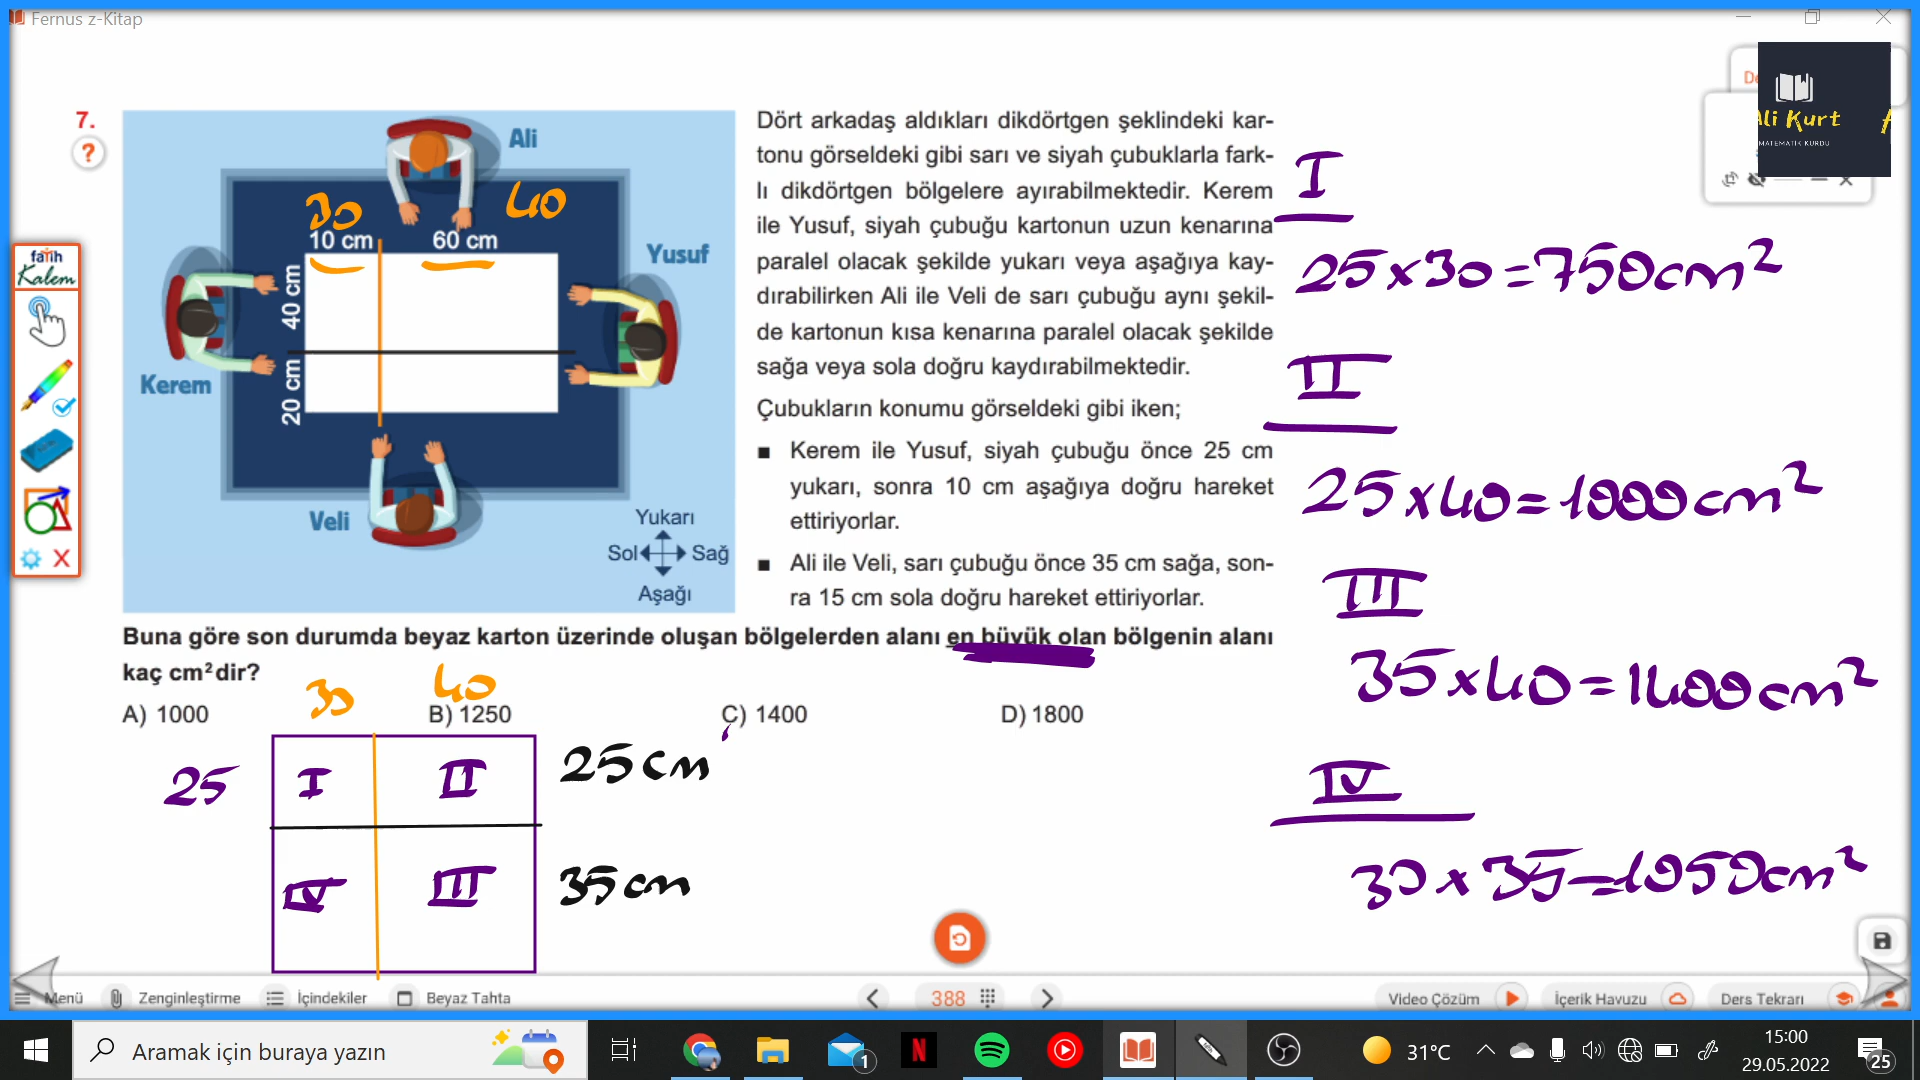 Fernus z-Kitap
Ali Kurt
MATEMATİK KURDU
fatih
Kalem
7.
?
Ali
30
40
10 cm
60 cm
Yusuf
40 cm
Kerem
20 cm
Veli
Yukarı
Sol
Sağ
Aşağı
Dört arkadaş aldıkları dikdörtgen şeklindeki kar-
tonu görseldeki gibi sarı ve siyah çubuklarla fark-
lı dikdörtgen bölgelere ayırabilmektedir. Kerem
ile Yusuf, siyah çubuğu kartonun uzun kenarına
paralel olacak şekilde yukarı veya aşağıya kay-
dırabilirken Ali ile Veli de sarı çubuğu aynı şekil-
de kartonun kısa kenarına paralel olacak şekilde
sağa veya sola doğru kaydırabilmektedir.
Çubukların konumu görseldeki gibi iken;
■ Kerem ile Yusuf, siyah çubuğu önce 25 cm
yukarı, sonra 10 cm aşağıya doğru hareket
ettiriyorlar.
■ Ali ile Veli, sarı çubuğu önce 35 cm sağa, son-
ra 15 cm sola doğru hareket ettiriyorlar.
Buna göre son durumda beyaz karton üzerinde oluşan bölgelerden alanı en büyük olan bölgenin alanı
kaç cm² dir?
A) 1000
B) 1250
C) 1400
D) 1800
30
40
25
I
II
25 cm
IV
III
35 cm
I
25x30=750cm²
II
25x40=1000cm²
III
35x40=1400cm²
IV
30x35=1050cm²
Menü
Zenginleştirme
İçindekiler
Beyaz Tahta
388
Video Çözüm
İçerik Havuzu
Ders Tekrarı
Aramak için buraya yazın
1
N
31°C
15:00
29.05.2022
25